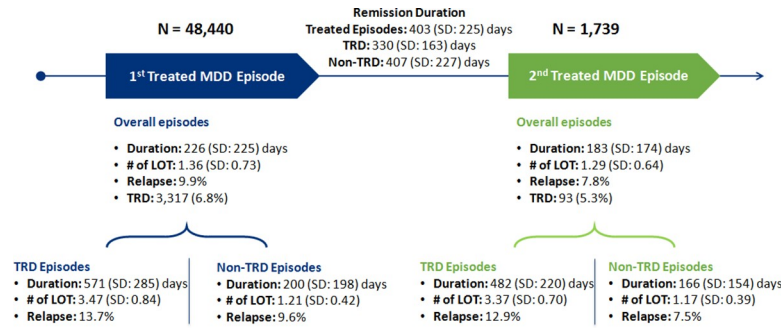 Remission Duration
N = 48,440
Treated Episodes: 403 (SD: 225) days
TRD: 330 (SD: 163) days
Non-TRD: 407 (SD: 227) days
N = 1,739
1st Treated MDD Episode
2nd Treated MDD Episode
Overall episodes
• Duration: 226 (SD: 225) days
• # of LOT: 1.36 (SD: 0.73)
• Relapse: 9.9%
• TRD: 3,317 (6.8%)
Overall episodes
• Duration: 183 (SD: 174) days
• # of LOT: 1.29 (SD: 0.64)
• Relapse: 7.8%
• TRD: 93 (5.3%)
TRD Episodes
• Duration: 571 (SD: 285) days
• # of LOT: 3.47 (SD: 0.84)
• Relapse: 13.7%
Non-TRD Episodes
• Duration: 200 (SD: 198) days
• # of LOT: 1.21 (SD: 0.42)
• Relapse: 9.6%
TRD Episodes
• Duration: 482 (SD: 220) days
• # of LOT: 3.37 (SD: 0.70)
• Relapse: 12.9%
Non-TRD Episodes
• Duration: 166 (SD: 154) days
• # of LOT: 1.17 (SD: 0.39)
• Relapse: 7.5%